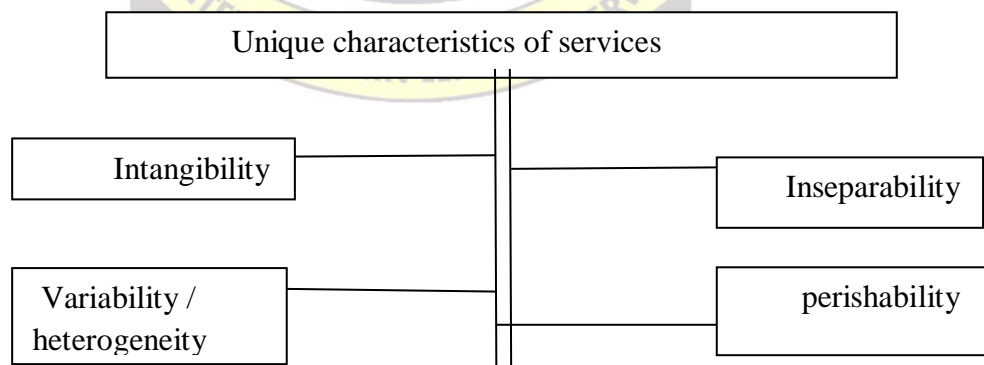 Unique characteristics of services
Intangibility
Inseparability
Variability /
heterogeneity
perishability